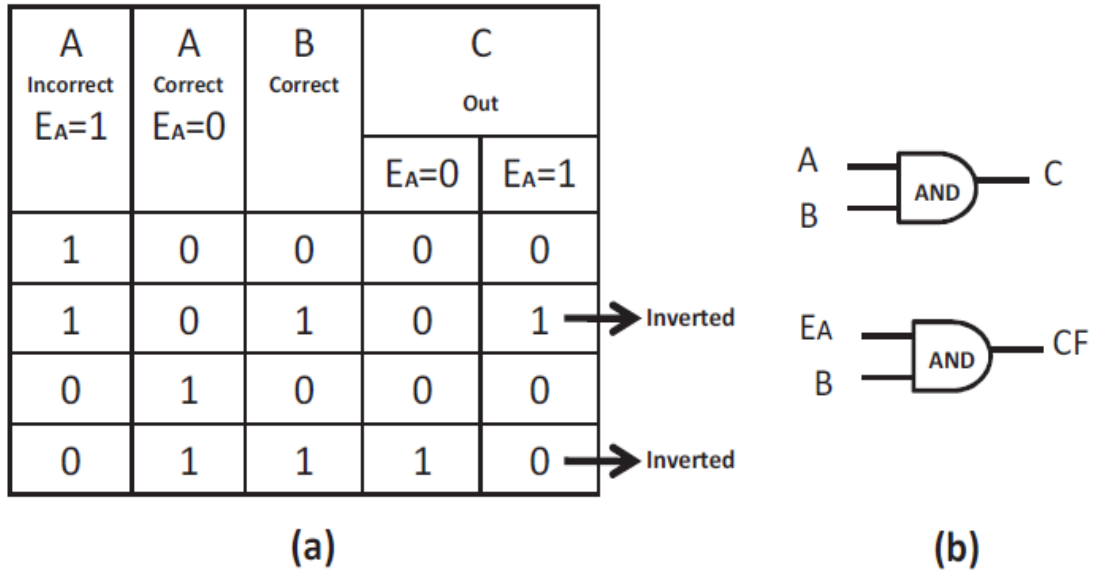 A A B C
Incorrect Correct Correct Out
EA=1 EA=0
EA=0 EA=1
1 0 0 0 0
1 0 1 0 1 Inverted
0 1 0 0 0
0 1 1 1 0 Inverted
(a)
A
B
AND
C
EA
B
AND
CF
(b)